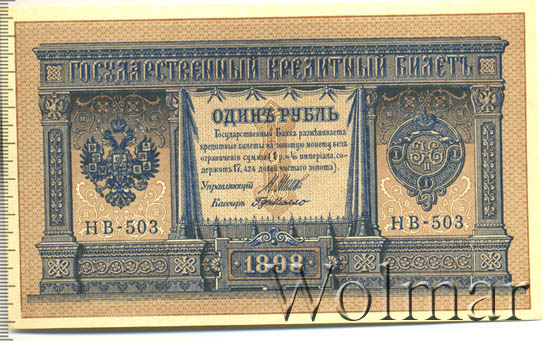 ГОСУДАРСТВЕННЫЙ КРЕДИТНЫЙ БИЛЕТЪ
ОДИНЪ РУБЛЬ
Государственный Банкъ размѣниваетъ
кредитные билеты на золотую монету безъ
ограниченія суммы (1 р. = 1/15 имперіала, со-
держитъ 17,424 долей чистаго золота).
Управляющій
Кассиръ
НВ-503
НВ-503
1898
Wolmar